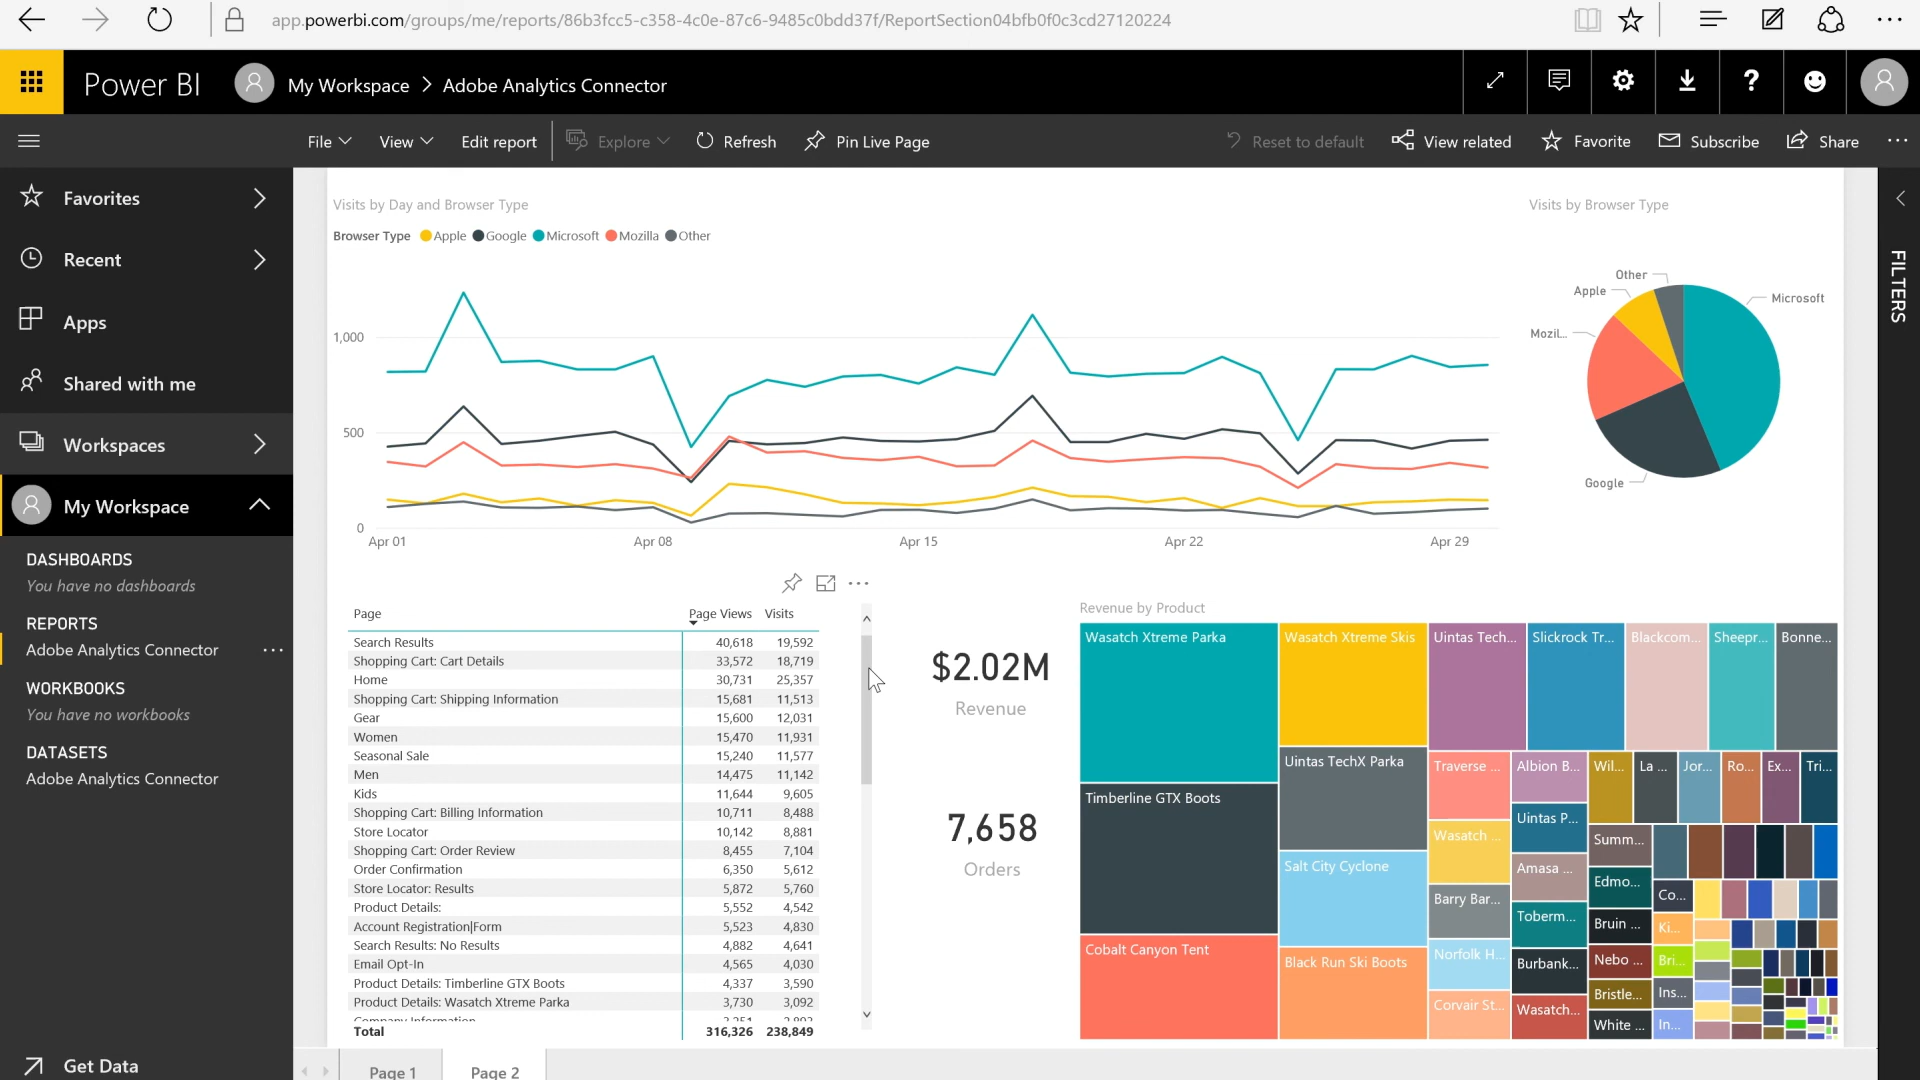 app.powerbi.com/groups/me/reports/86b3fcc5-c358-4c0e-87c6-9485c0bdd37f/ReportSection04bfb0f0c3cd27120224
Power BI
My Workspace > Adobe Analytics Connector
File View Edit report Explore Refresh Pin Live Page Reset to default View related Favorite Subscribe Share
Favorites
Recent
Apps
Shared with me
Workspaces
My Workspace
DASHBOARDS
You have no dashboards
REPORTS
Adobe Analytics Connector
WORKBOOKS
You have no workbooks
DATASETS
Adobe Analytics Connector
Get Data
Visits by Day and Browser Type
Browser Type Apple Google Microsoft Mozilla Other
1,000
500
0
Apr 01 Apr 08 Apr 15 Apr 22 Apr 29
Visits by Browser Type
Other
Apple
Microsoft
Mozil...
Google
FILTERS
Page Page Views Visits
Search Results 40,618 19,592
Shopping Cart: Cart Details 33,572 18,719
Home 30,731 25,357
Shopping Cart: Shipping Information 15,681 11,513
Gear 15,600 12,031
Women 15,470 11,931
Seasonal Sale 15,240 11,577
Men 14,475 11,142
Kids 11,644 9,605
Shopping Cart: Billing Information 10,711 8,488
Store Locator 10,142 8,881
Shopping Cart: Order Review 8,455 7,104
Order Confirmation 6,350 5,612
Store Locator: Results 5,872 5,760
Product Details: 5,552 4,542
Account Registration|Form 5,523 4,830
Search Results: No Results 4,882 4,641
Email Opt-In 4,565 4,030
Product Details: Timberline GTX Boots 4,337 3,590
Product Details: Wasatch Xtreme Parka 3,730 3,092
Total 316,326 238,849
$2.02M
Revenue
7,658
Orders
Revenue by Product
Wasatch Xtreme Parka
Timberline GTX Boots
Cobalt Canyon Tent
Wasatch Xtreme Skis
Uintas TechX Parka
Salt City Cyclone
Black Run Ski Boots
Uintas Tech...
Slickrock Tr...
Blackcom...
Sheepr...
Bonne...
Traverse ...
Wasatch ...
Barry Bar...
Norfolk H...
Corvair St...
Albion B...
Uintas P...
Amasa ...
Toberm...
Burbank...
Wasatch...
Wil...
La ...
Jor...
Ro...
Ex...
Tri...
Summ...
Edmo...
Bruin ...
Nebo ...
Bristle...
White ...
Co...
Ki...
Bri...
Ins...
In...
Page 1
Page 2